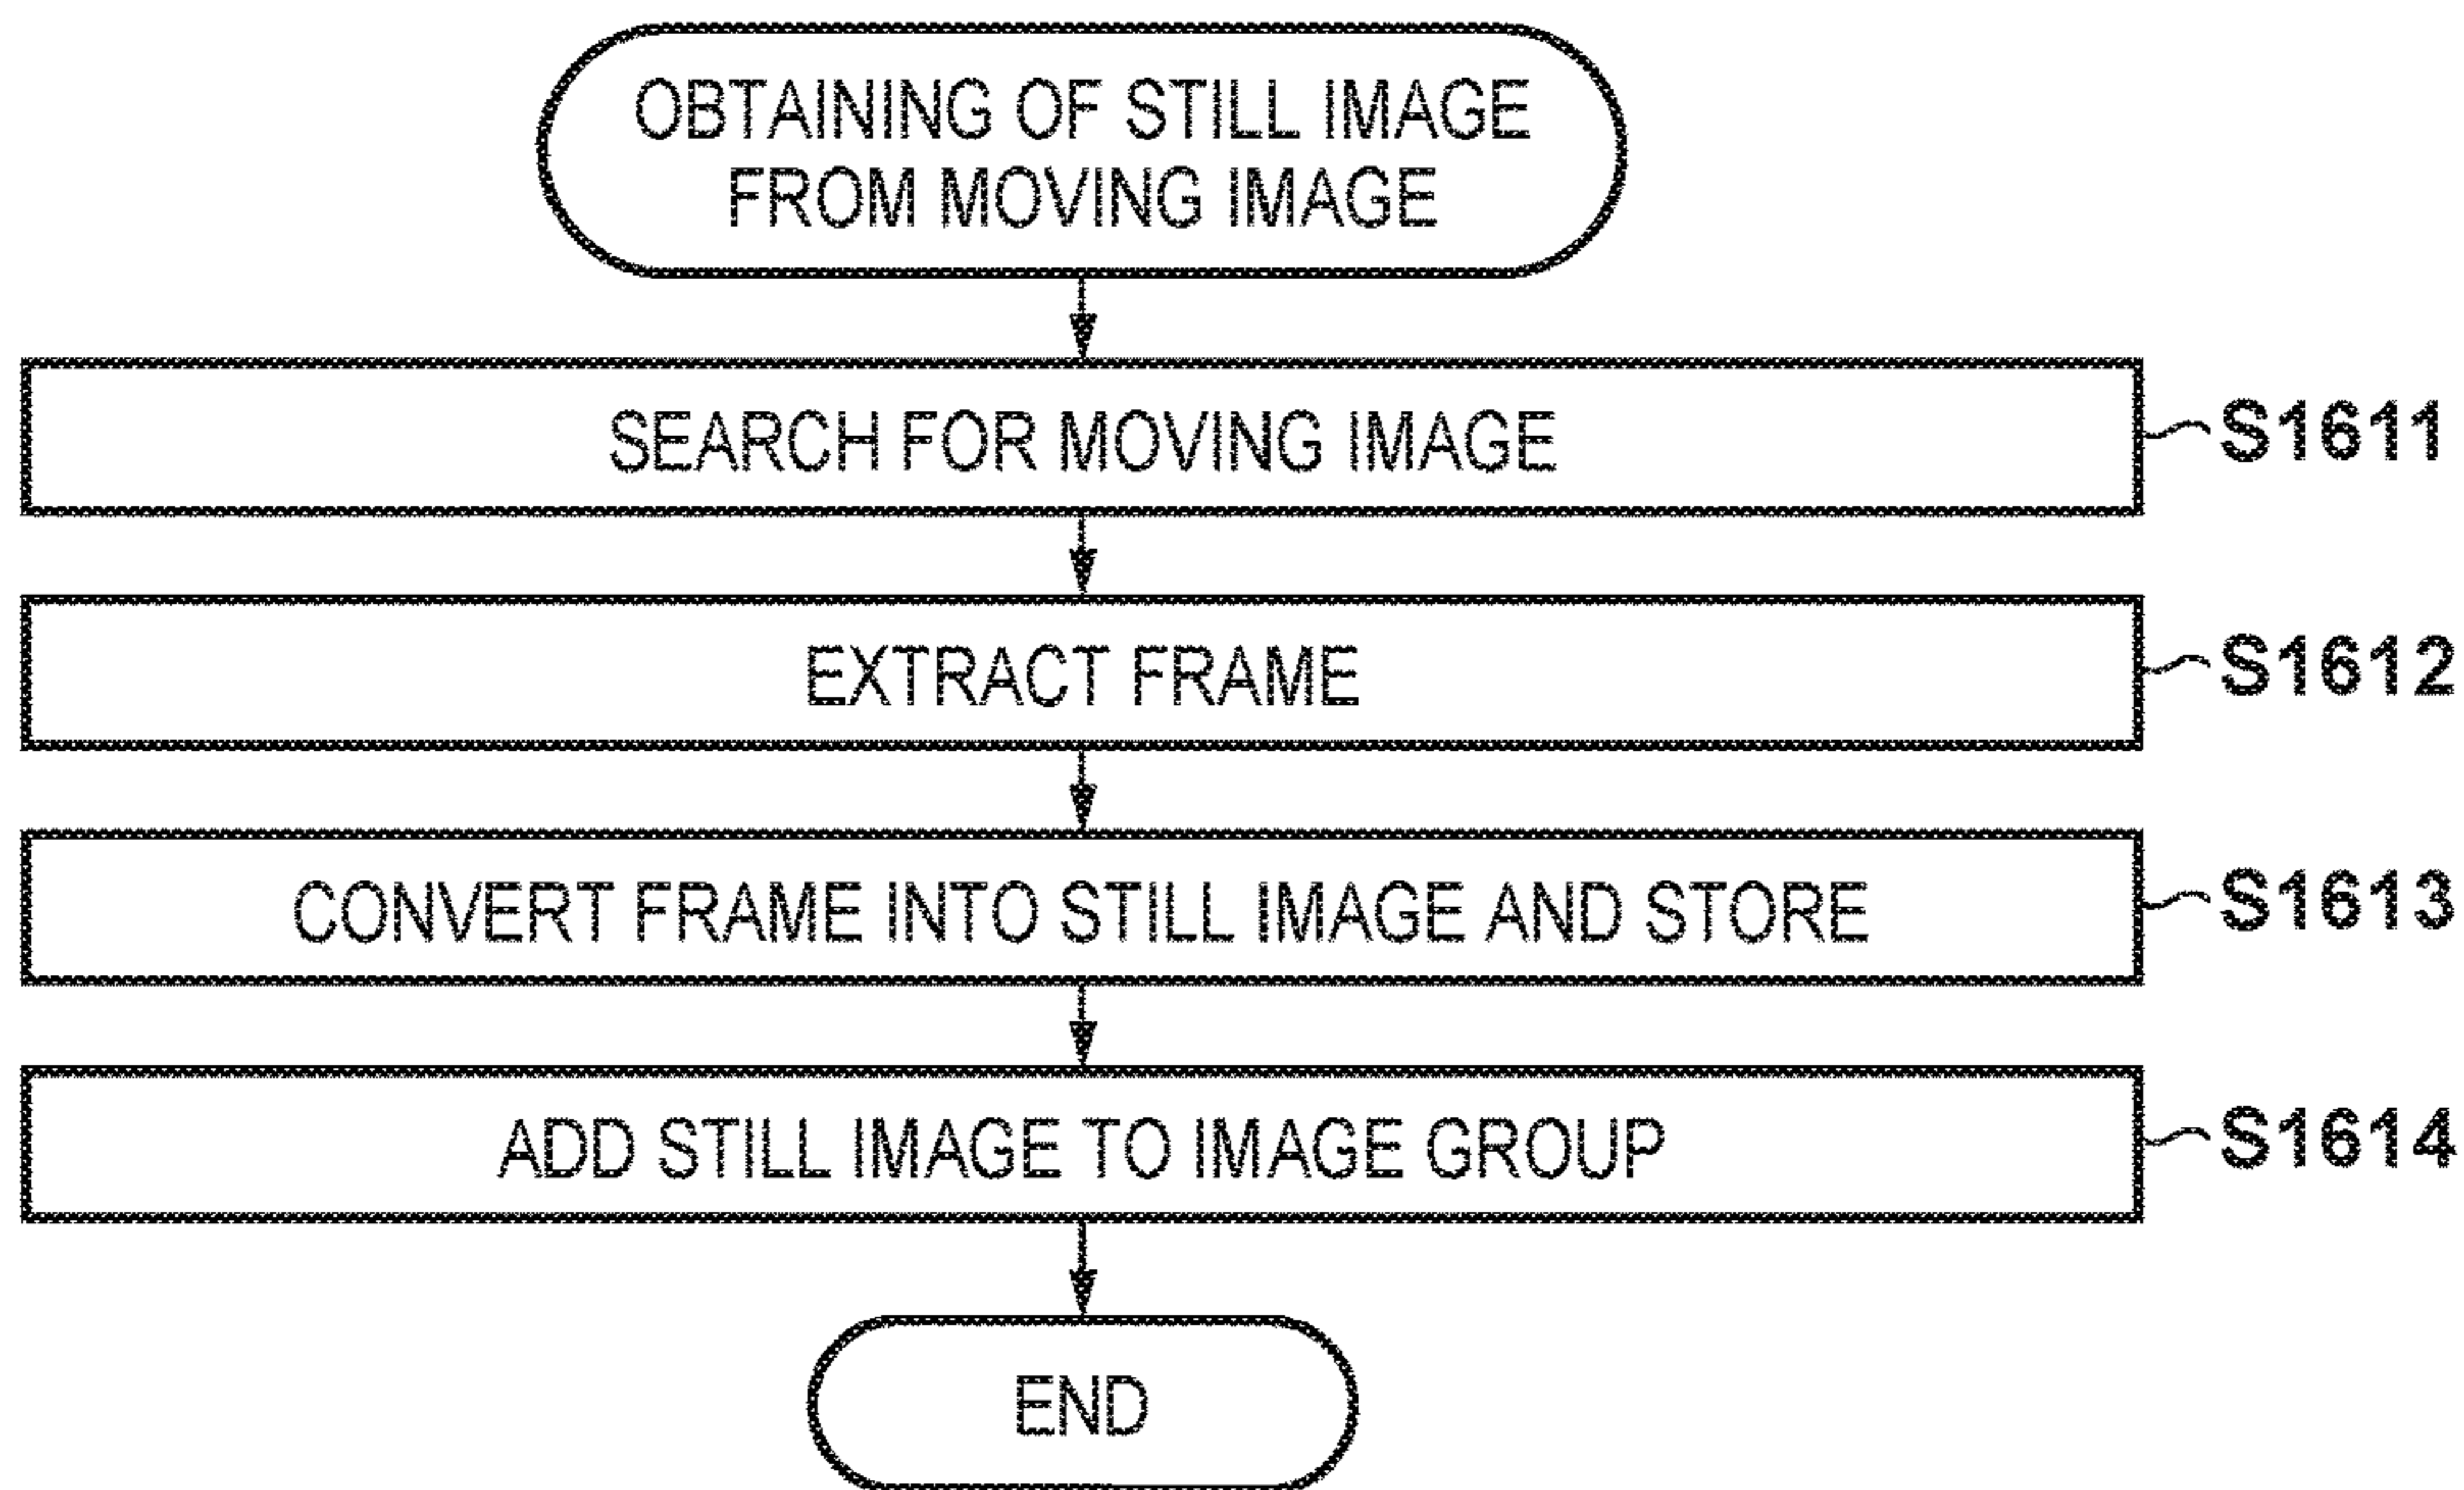 OBTAINING OF STILL IMAGE
FROM MOVING IMAGE
SEARCH FOR MOVING IMAGE
S1611
EXTRACT FRAME
S1612
CONVERT FRAME INTO STILL IMAGE AND STORE
S1613
ADD STILL IMAGE TO IMAGE GROUP
S1614
END